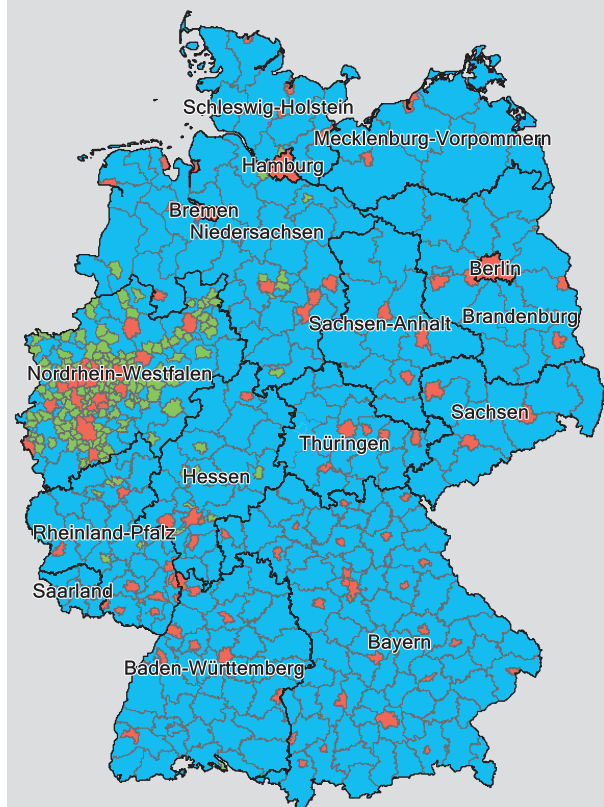 Schleswig-Holstein
Mecklenburg-Vorpommern
Hamburg
Bremen
Niedersachsen
Berlin
Brandenburg
Sachsen-Anhalt
Nordrhein-Westfalen
Sachsen
Thüringen
Hessen
Rheinland-Pfalz
Saarland
Bayern
Baden-Württemberg